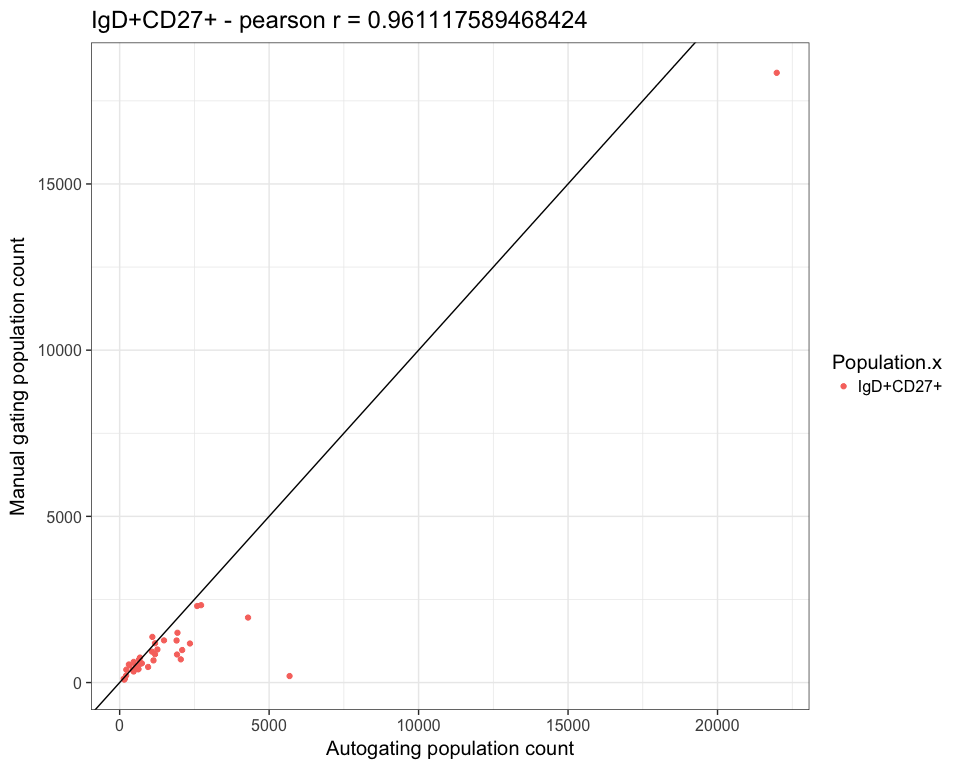 IgD+CD27+ - pearson r = 0.961117589468424
Manual gating population count
15000
10000
5000
0
0 5000 10000 15000 20000
Autogating population count
Population.x
IgD+CD27+